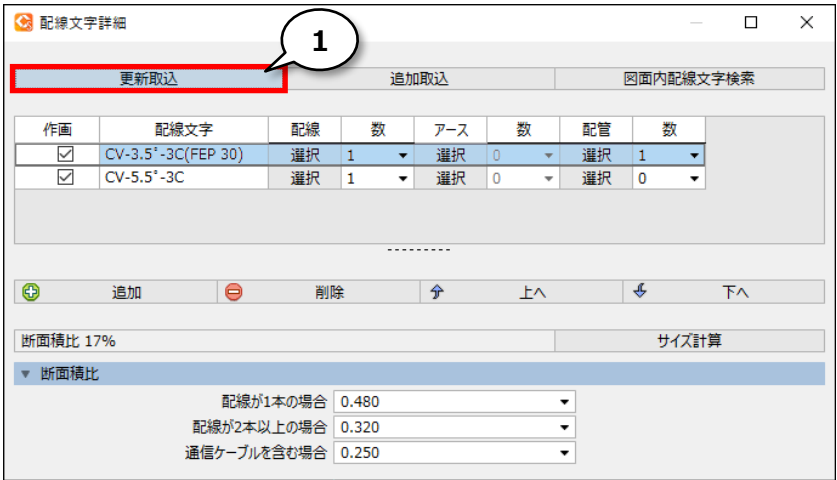 配線文字詳細
1
更新取込 追加取込 図面内配線文字検索
作画 配線文字 配線 数 アース 数 配管 数
CV-3.5ﾟ-3C(FEP 30) 選択 1 選択 0 選択 1
CV-5.5ﾟ-3C 選択 1 選択 0 選択 0
追加 削除 上へ 下へ
断面積比 17% サイズ計算
断面積比
配線が1本の場合 0.480
配線が2本以上の場合 0.320
通信ケーブルを含む場合 0.250